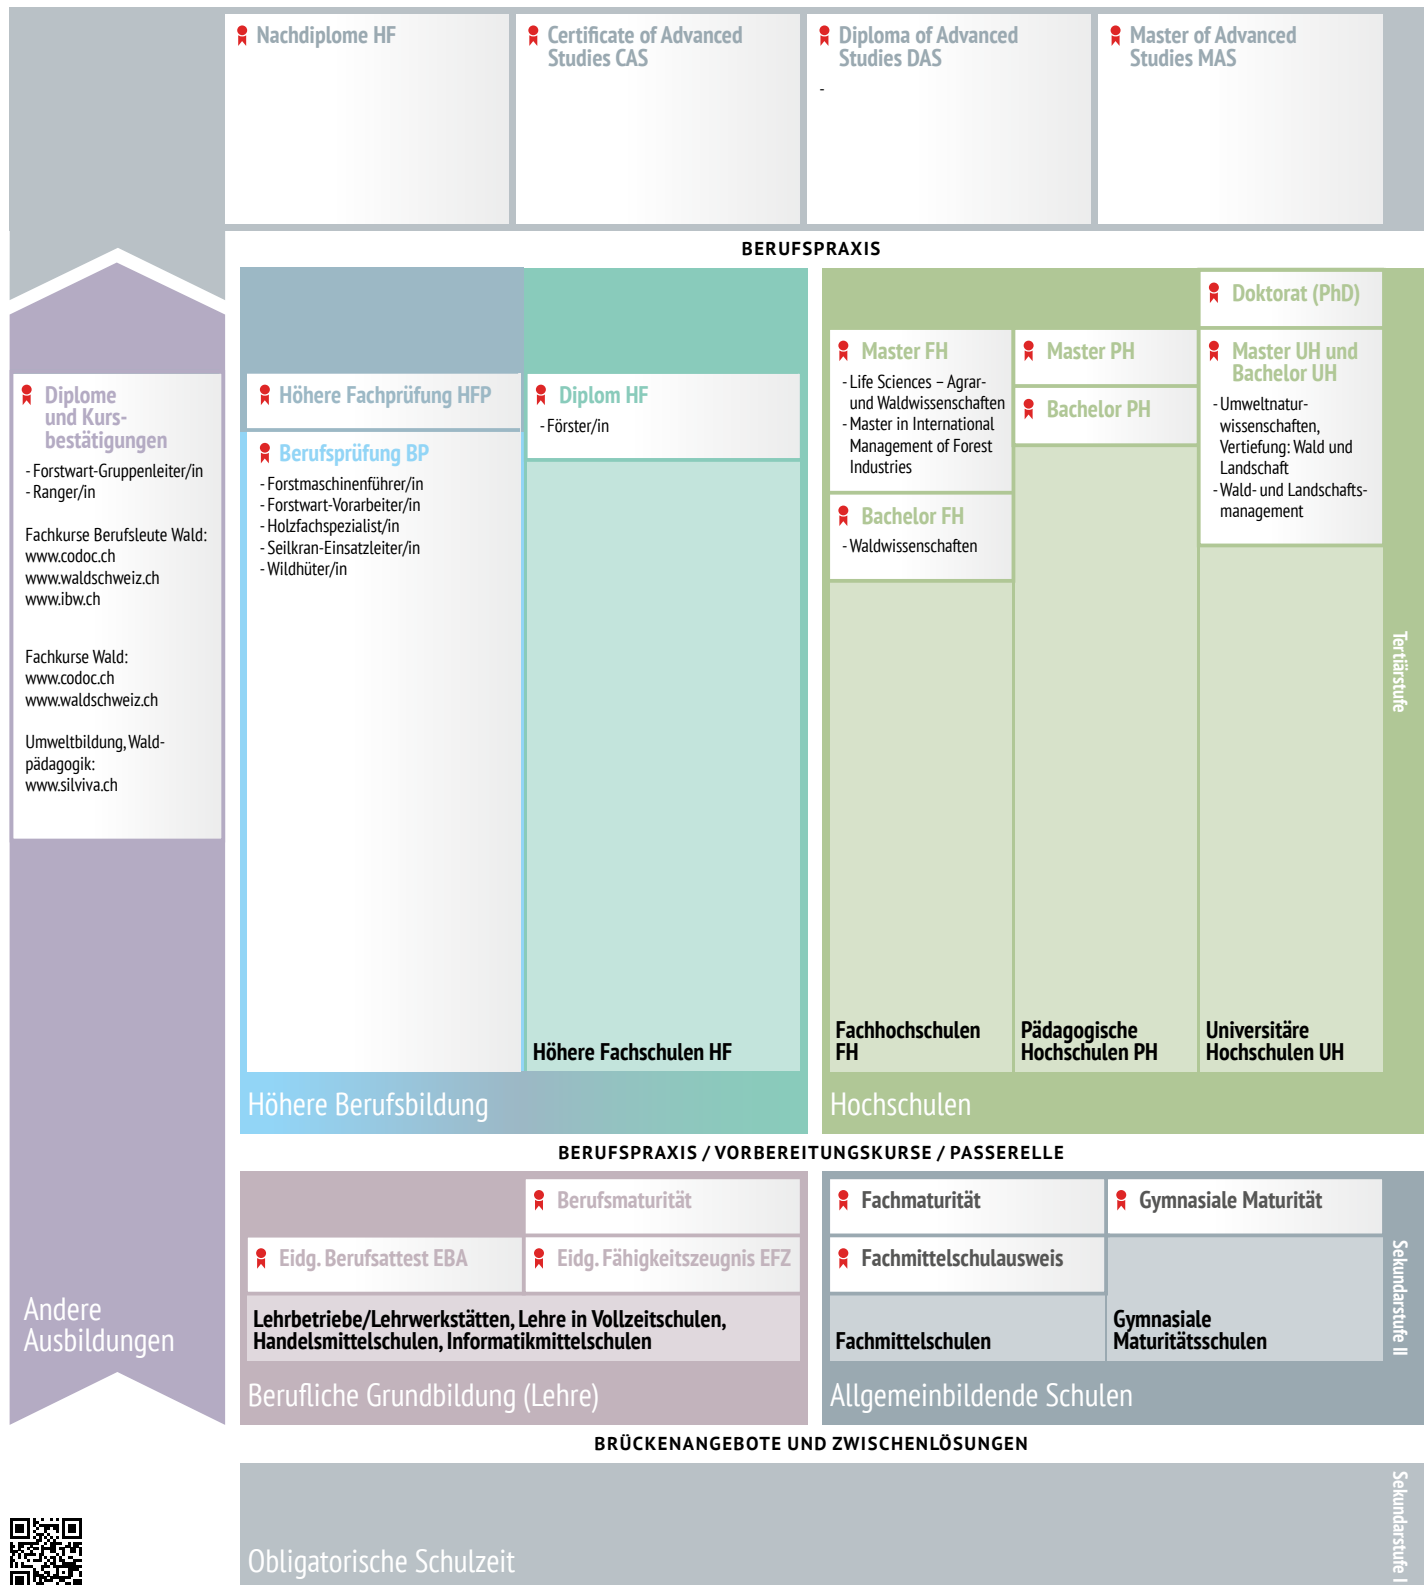 Nachdiplome HF
Certificate of Advanced
Studies CAS
Diploma of Advanced
Studies DAS
-
Master of Advanced
Studies MAS
BERUFSPRAXIS
Diplome
und Kurs-
bestätigungen
- Forstwart-Gruppenleiter/in
- Ranger/in
Fachkurse Berufsleute Wald:
www.codoc.ch
www.waldschweiz.ch
www.ibw.ch
Fachkurse Wald:
www.codoc.ch
www.waldschweiz.ch
Umweltbildung, Wald-
pädagogik:
www.silviva.ch
Andere
Ausbildungen
Höhere Fachprüfung HFP
Berufsprüfung BP
- Forstmaschinenführer/in
- Forstwart-Vorarbeiter/in
- Holzfachspezialist/in
- Seilkran-Einsatzleiter/in
- Wildhüter/in
Diplom HF
- Förster/in
Höhere Fachschulen HF
Höhere Berufsbildung
Master FH
- Life Sciences – Agrar-
und Waldwissenschaften
- Master in International
Management of Forest
Industries
Bachelor FH
- Waldwissenschaften
Fachhochschulen
FH
Master PH
Bachelor PH
Pädagogische
Hochschulen PH
Doktorat (PhD)
Master UH und
Bachelor UH
- Umweltnatur-
wissenschaften,
Vertiefung: Wald und
Landschaft
- Wald- und Landschafts-
management
Universitäre
Hochschulen UH
Hochschulen
Tertiärstufe
BERUFSPRAXIS / VORBEREITUNGSKURSE / PASSERELLE
Berufsmaturität
Eidg. Berufsattest EBA
Eidg. Fähigkeitszeugnis EFZ
Lehrbetriebe/Lehrwerkstätten, Lehre in Vollzeitschulen,
Handelsmittelschulen, Informatikmittelschulen
Berufliche Grundbildung (Lehre)
Fachmaturität
Fachmittelschulausweis
Fachmittelschulen
Gymnasiale Maturität
Gymnasiale
Maturitätsschulen
Allgemeinbildende Schulen
Sekundarstufe II
BRÜCKENANGEBOTE UND ZWISCHENLÖSUNGEN
Obligatorische Schulzeit
Sekundarstufe I